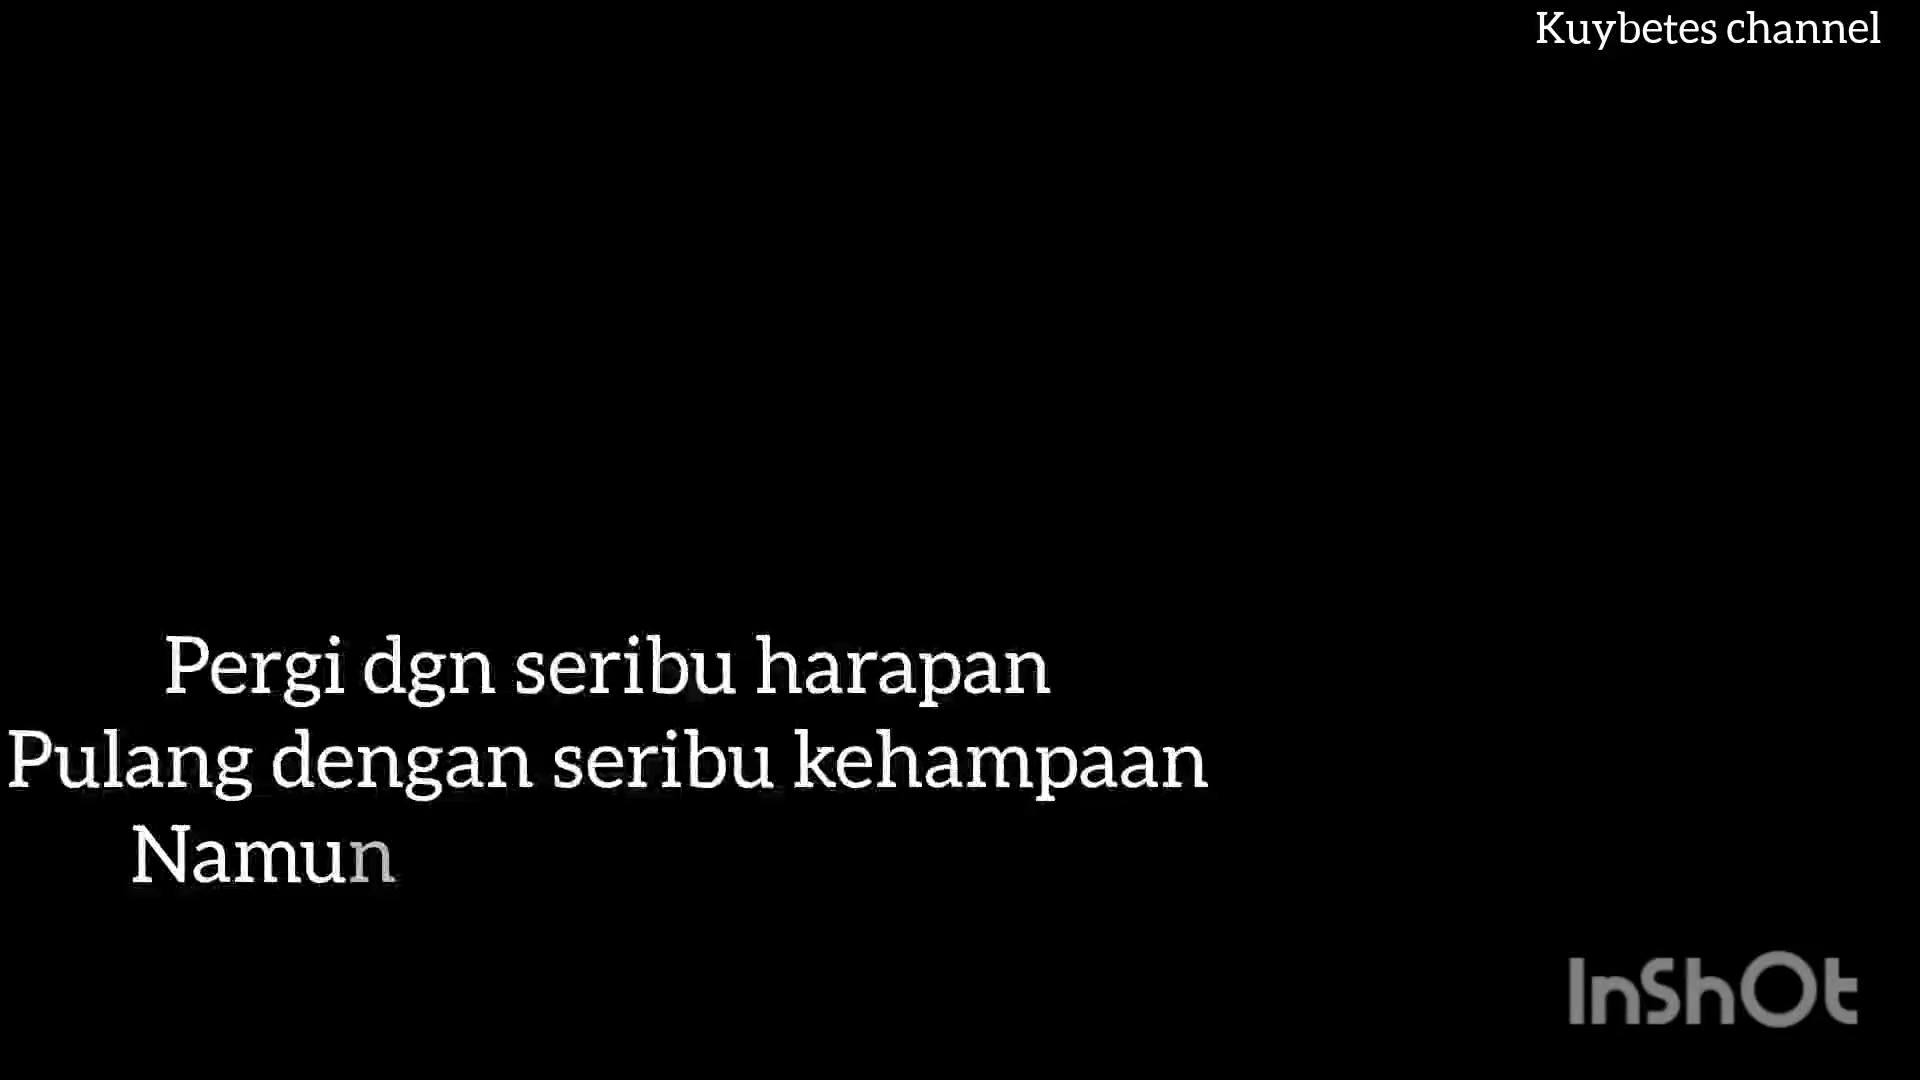 Kuybetes channel
Pergi dgn seribu harapan
Pulang dengan seribu kehampaan
Namun
InShOt